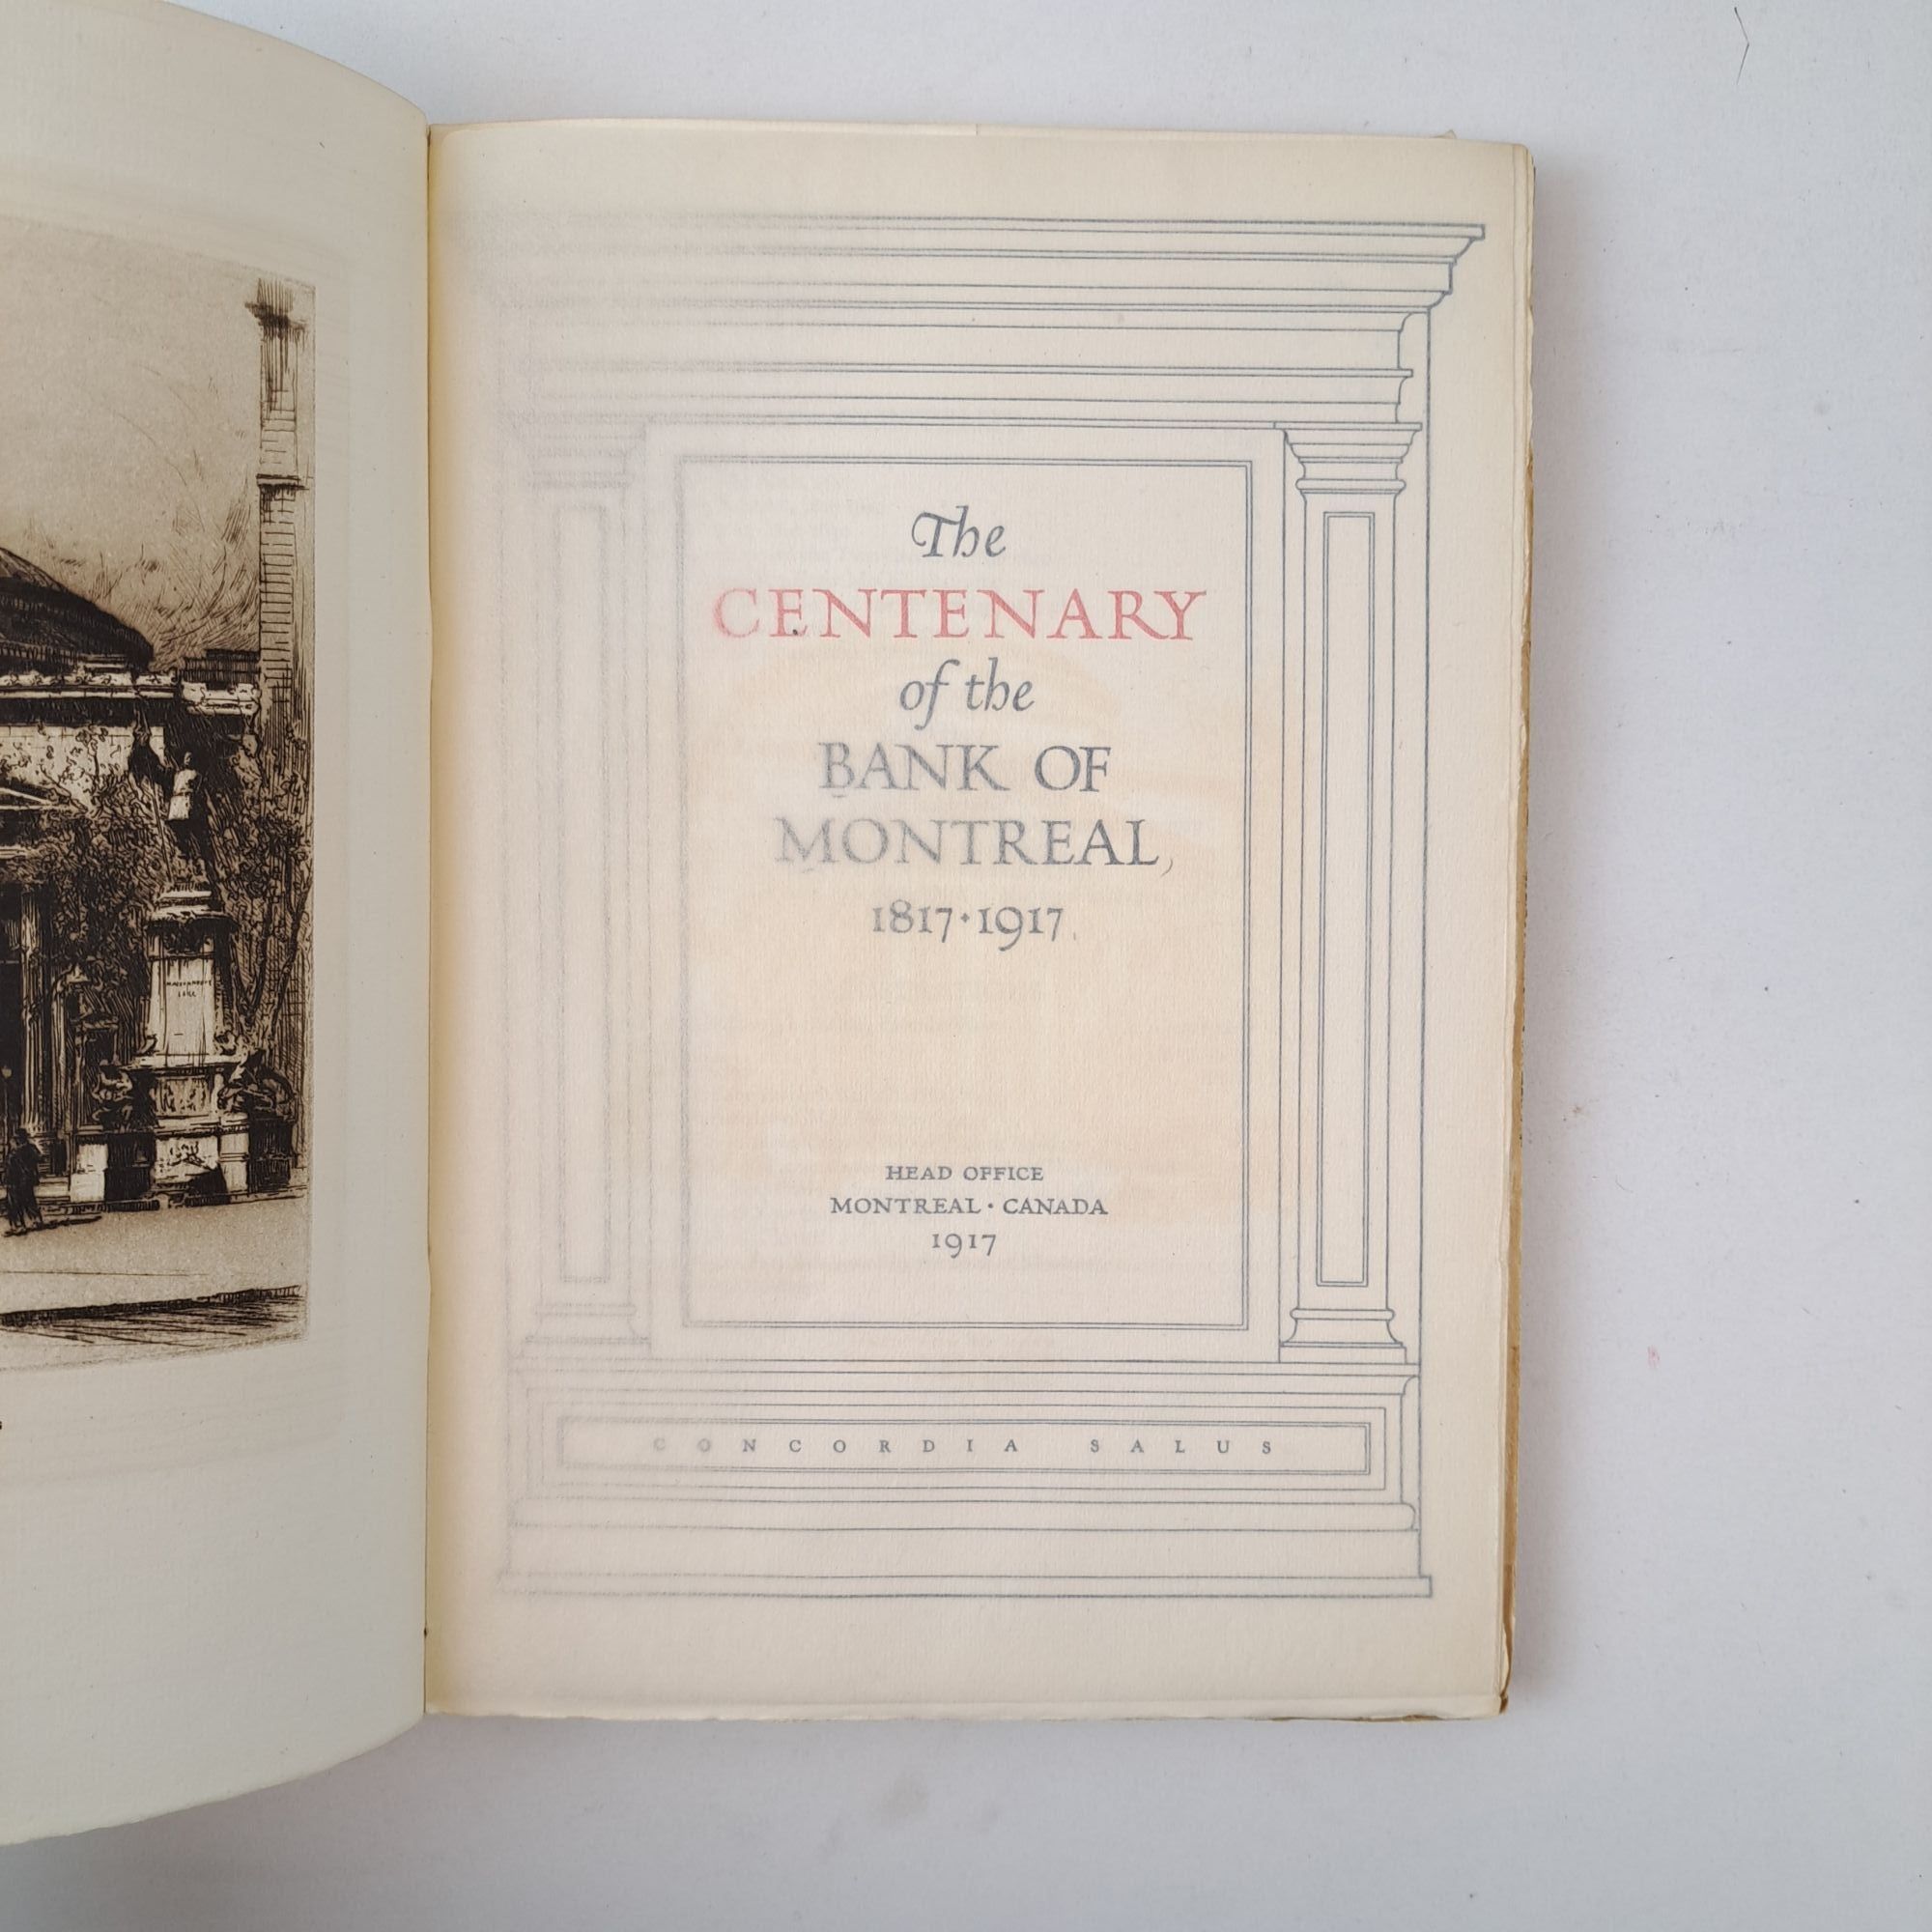 The
CENTENARY
of the
BANK OF
MONTREAL,
1817·1917
HEAD OFFICE
MONTREAL · CANADA
1917
CONCORDIA SALUS